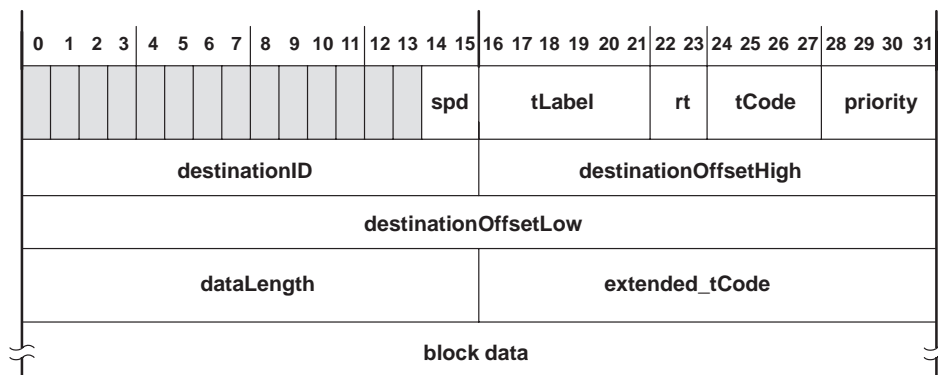 0 1 2 3 4 5 6 7 8 9 10 11 12 13 14 15 16 17 18 19 20 21 22 23 24 25 26 27 28 29 30 31
spd tLabel rt tCode priority
destinationID destinationOffsetHigh
destinationOffsetLow
dataLength extended_tCode
block data